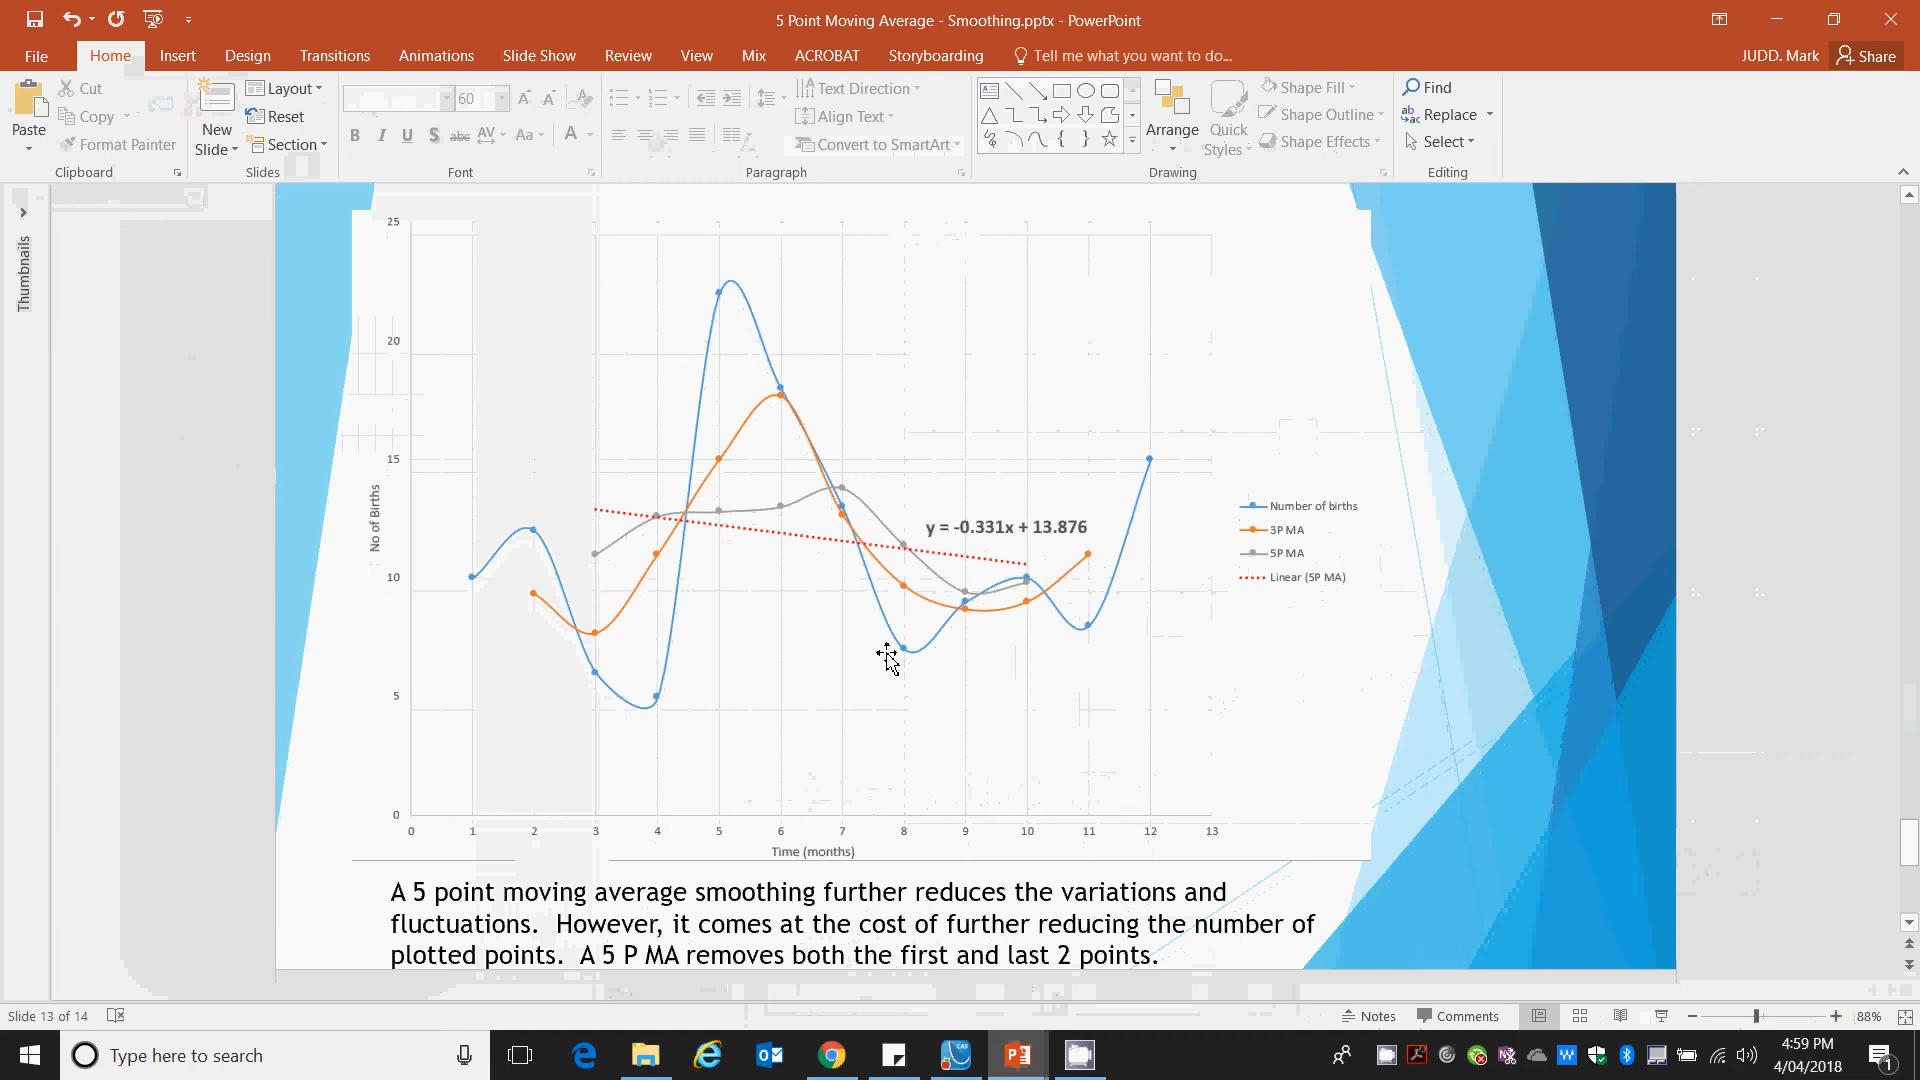 5 Point Moving Average - Smoothing.pptx - PowerPoint
File Home Insert Design Transitions Animations Slide Show Review View Mix ACROBAT Storyboarding Tell me what you want to do... JUDD. Mark Share
Paste
Cut
Copy
Format Painter
Clipboard
New Slide
Layout
Reset
Section
Slides
60
B I U S abc AV Aa A
Font
Text Direction
Align Text
Convert to SmartArt
Paragraph
Arrange
Quick Styles
Shape Fill
Shape Outline
Shape Effects
Drawing
Find
Replace
Select
Editing
Thumbnails
25
20
15
10
5
0
No of Births
0 1 2 3 4 5 6 7 8 9 10 11 12 13
Time (months)
y = -0.331x + 13.876
Number of births
3P MA
5P MA
Linear (5P MA)
A 5 point moving average smoothing further reduces the variations and
fluctuations. However, it comes at the cost of further reducing the number of
plotted points. A 5 P MA removes both the first and last 2 points.
Slide 13 of 14
Notes Comments 88%
Type here to search
4:59 PM
4/04/2018
1